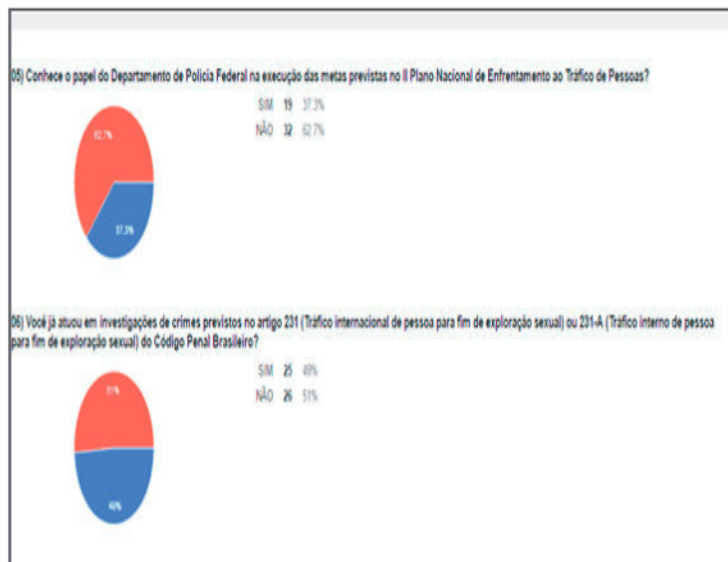 05) Conhece o papel do Departamento de Policia Federal na execução das metas previstas no II Plano Nacional de Enfrentamento ao Tráfico de Pessoas?
SIM 19 37.3%
NÃO 32 62.7%
62.7%
37.3%
06) Você já atuou em investigações de crimes previstos no artigo 231 (Tráfico internacional de pessoa para fim de exploração sexual) ou 231-A (Tráfico interno de pessoa
para fim de exploração sexual) do Código Penal Brasileiro?
SIM 25 49%
NÃO 26 51%
51%
49%